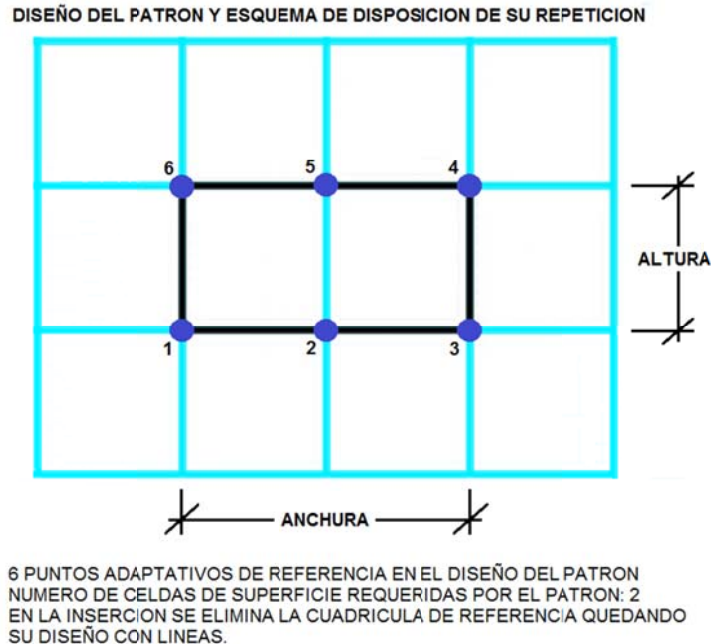 DISEÑO DEL PATRON Y ESQUEMA DE DISPOSICION DE SU REPETICION
6 5 4
ALTURA
1 2 3
ANCHURA
6 PUNTOS ADAPTATIVOS DE REFERENCIA EN EL DISEÑO DEL PATRON
NUMERO DE CELDAS DE SUPERFICIE REQUERIDAS POR EL PATRON: 2
EN LA INSERCION SE ELIMINA LA CUADRICULA DE REFERENCIA QUEDANDO
SU DISEÑO CON LINEAS.